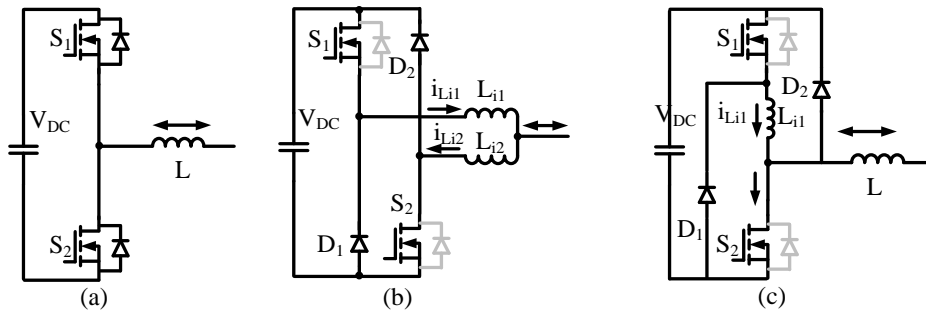 S1
VDC
L
S2
(a)
S1
D2
iLi1
Li1
VDC
iLi2
Li2
S2
D1
(b)
S1
D2
VDC
iLi1
Li1
L
D1
S2
(c)